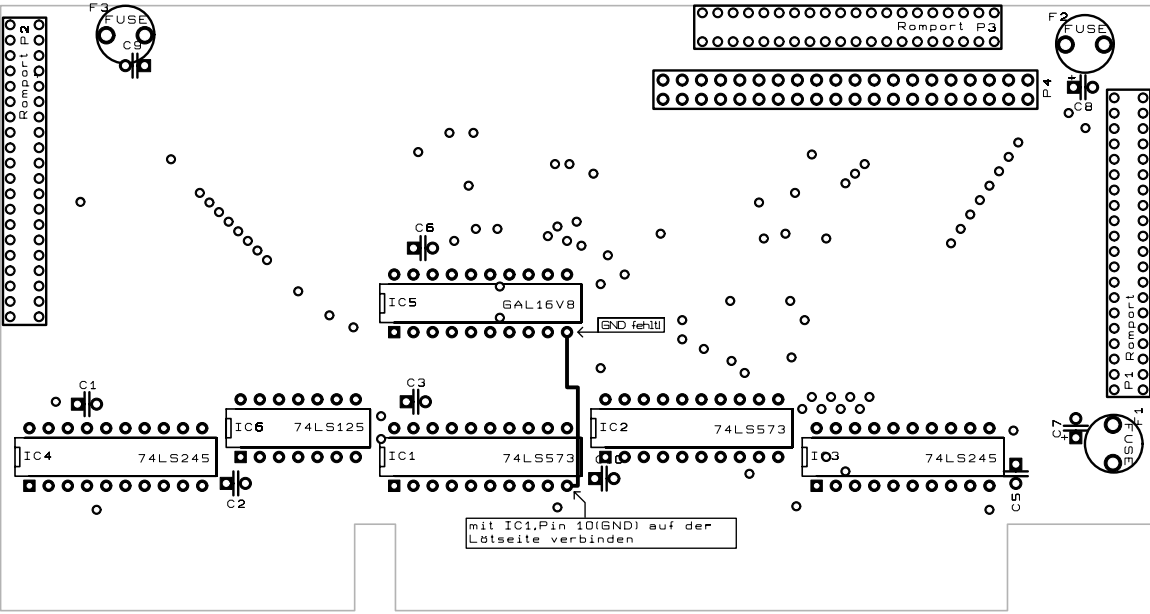 F3
FUSE
C9
Romport P2
Romport P3
F2
FUSE
P4
C8
P1 Romport
C6
IC5
GAL16V8
GND fehlt!
C1
C3
IC6
74LS125
IC2
74LS573
C7
F1
FUSE
IC4
74LS245
IC1
74LS573
74LS245
C2
C5
mit IC1,Pin 10(GND) auf der
Lötseite verbinden